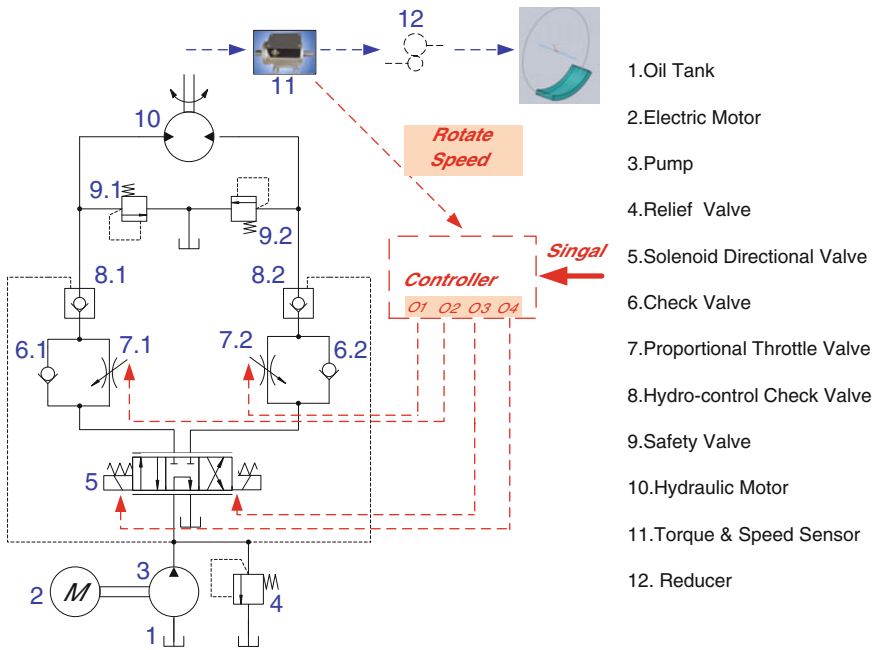 12
11
10
Rotate
Speed
9.1
9.2
Singal
Controller
O1 O2 O3 O4
8.1
8.2
6.1
7.1
7.2
6.2
5
3
2
M
4
1
1.Oil Tank
2.Electric Motor
3.Pump
4.Relief Valve
5.Solenoid Directional Valve
6.Check Valve
7.Proportional Throttle Valve
8.Hydro-control Check Valve
9.Safety Valve
10.Hydraulic Motor
11.Torque & Speed Sensor
12. Reducer